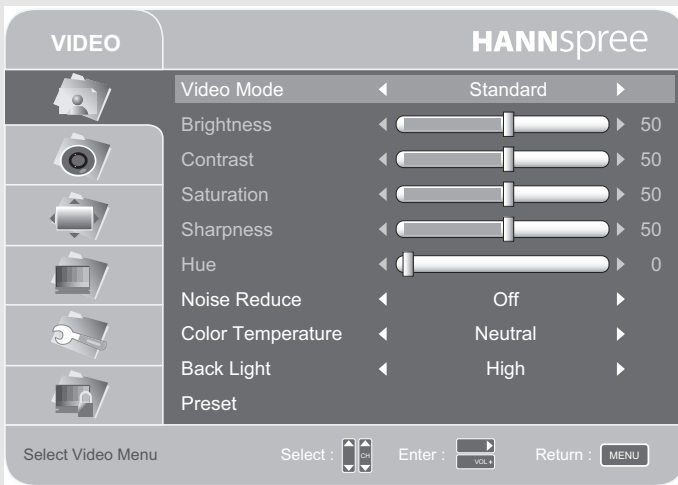 VIDEO
HANNspree
Video Mode Standard
Brightness 50
Contrast 50
Saturation 50
Sharpness 50
Hue 0
Noise Reduce Off
Color Temperature Neutral
Back Light High
Preset
Select Video Menu Select : CH Enter : VOL+ Return : MENU